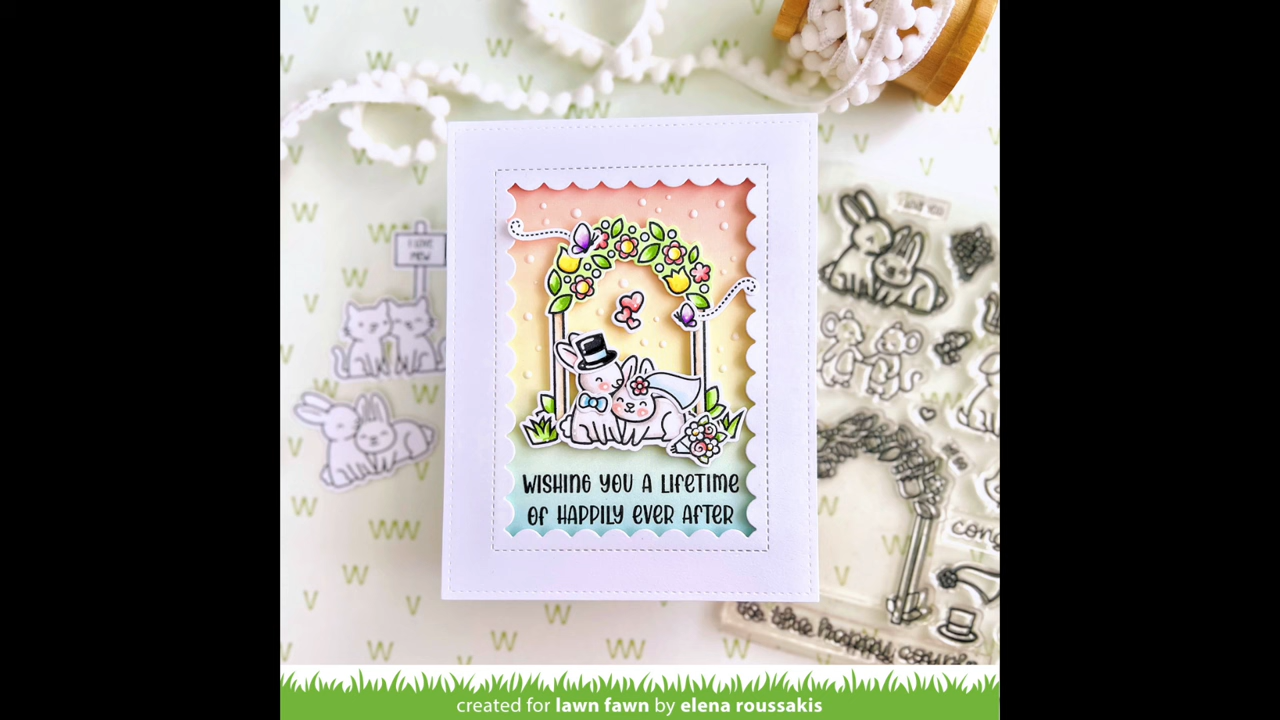 WISHING YOU A LIFETIME
OF HAPPILY EVER AFTER
I LOVE
MEW
I LOVE YOU
cong
to the happy couple
created for lawn fawn by elena roussakis